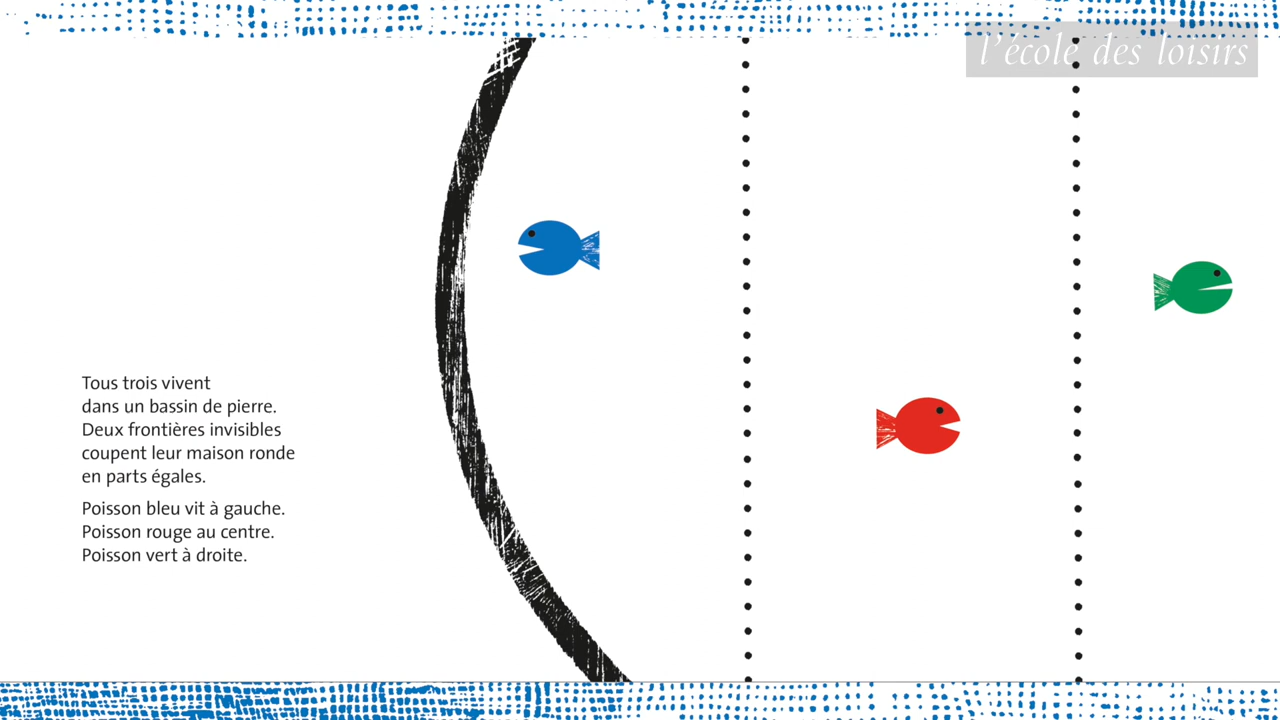 l'école des loisirs
Tous trois vivent
dans un bassin de pierre.
Deux frontières invisibles
coupent leur maison ronde
en parts égales.
Poisson bleu vit à gauche.
Poisson rouge au centre.
Poisson vert à droite.